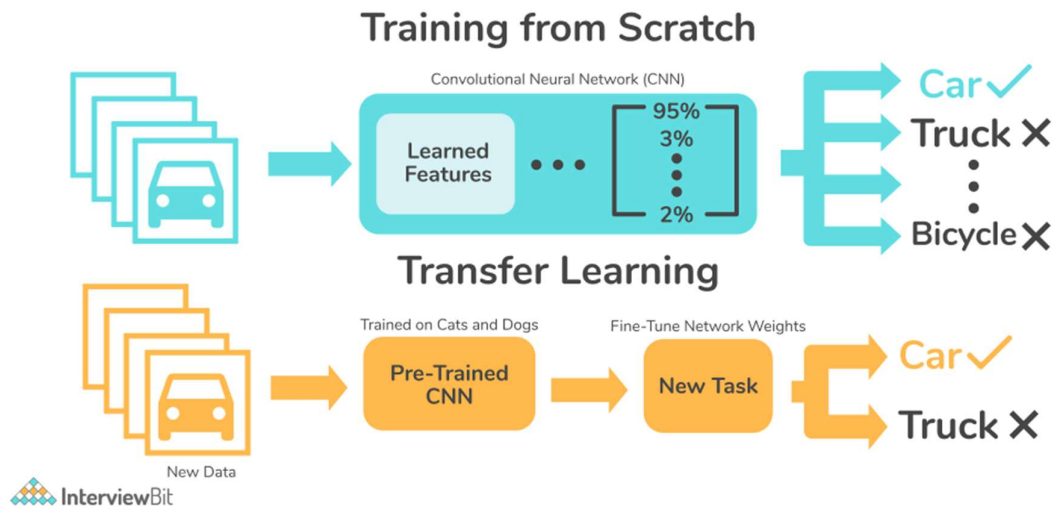 Training from Scratch
Convolutional Neural Network (CNN)
Learned
Features
95%
3%
2%
Car
Truck
Bicycle
Transfer Learning
Trained on Cats and Dogs
Fine-Tune Network Weights
Pre-Trained
CNN
New Task
Car
Truck
New Data
InterviewBit